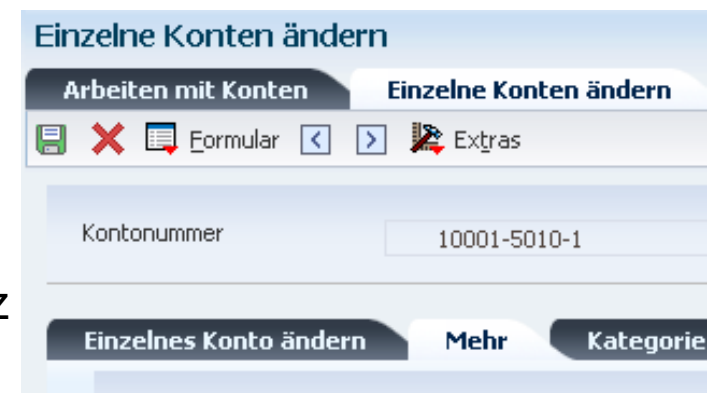 Einzelne Konten ändern
Arbeiten mit Konten Einzelne Konten ändern
Formular Extras
Kontonummer 10001-5010-1
z
Einzelnes Konto ändern Mehr Kategorie